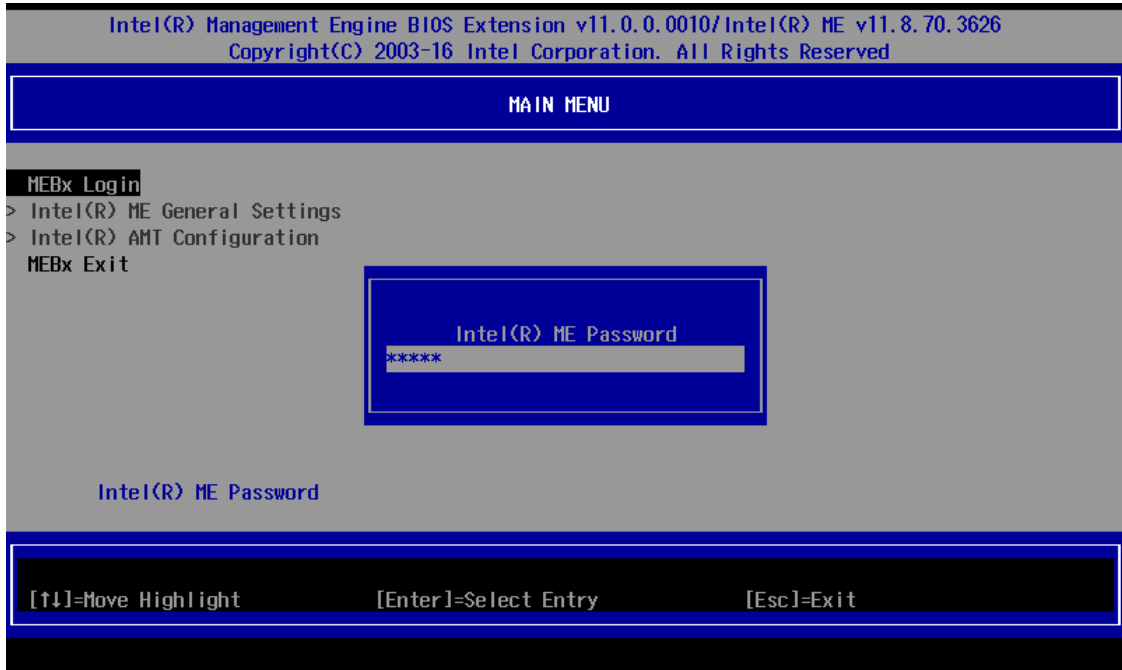 Intel(R) Management Engine BIOS Extension v11.0.0.0010/Intel(R) ME v11.8.70.3626
Copyright(C) 2003-16 Intel Corporation. All Rights Reserved
MAIN MENU
MEBx Login
> Intel(R) ME General Settings
> Intel(R) AMT Configuration
MEBx Exit
Intel(R) ME Password
*****
Intel(R) ME Password
[↑↓]=Move Highlight [Enter]=Select Entry [Esc]=Exit